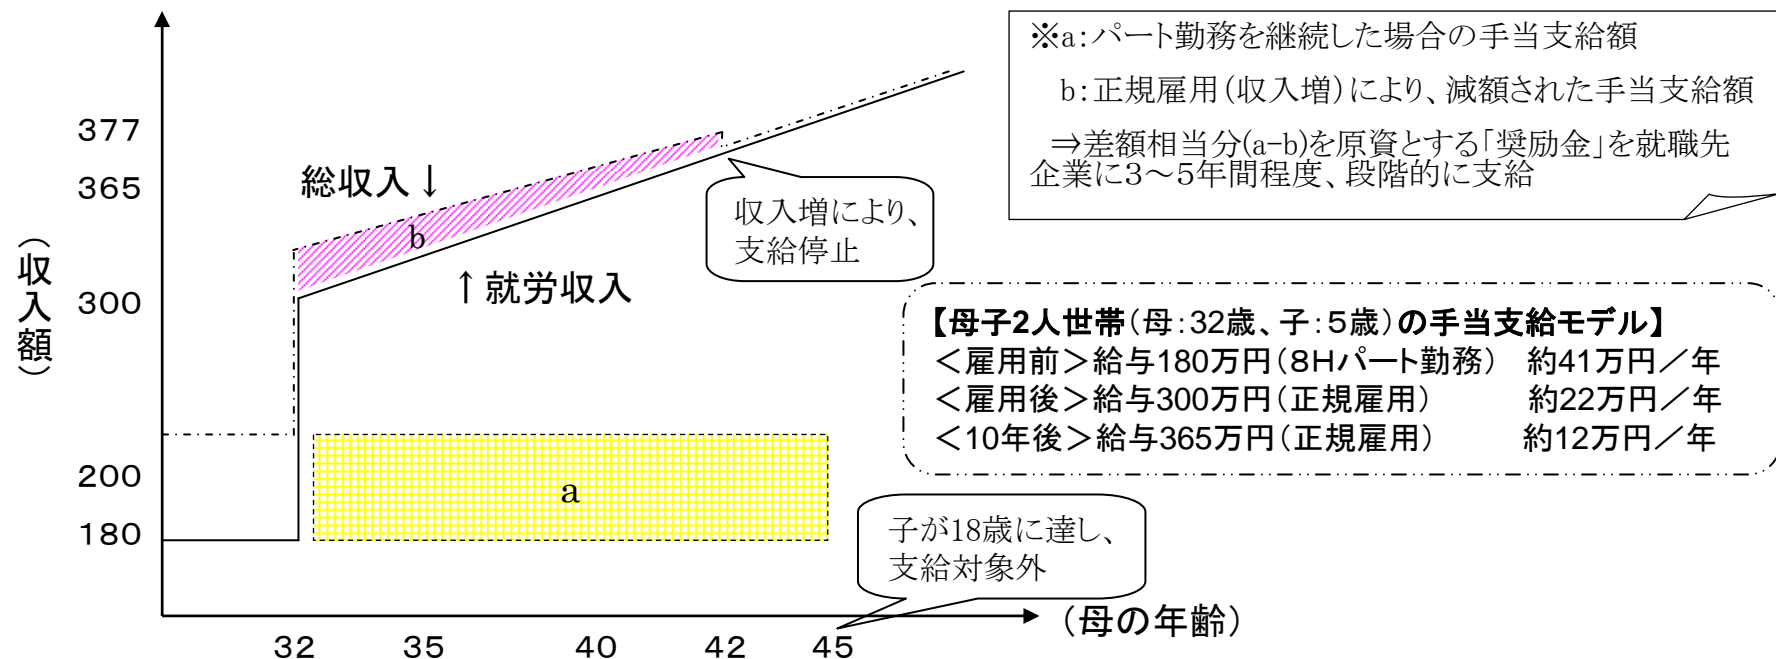 ※a：パート勤務を継続した場合の手当支給額
b：正規雇用（収入増）により、減額された手当支給額
⇒差額相当分(a-b)を原資とする「奨励金」を就職先
企業に３～５年間程度、段階的に支給
377
365
300
200
180
（収入額）
総収入↓
b
↑就労収入
収入増により、
支給停止
【母子2人世帯（母：32歳、子：５歳）の手当支給モデル】
＜雇用前＞給与180万円（８Hパート勤務） 約41万円／年
＜雇用後＞給与300万円（正規雇用） 約22万円／年
＜10年後＞給与365万円（正規雇用） 約12万円／年
a
子が18歳に達し、
支給対象外
32 35 40 42 45
（母の年齢）